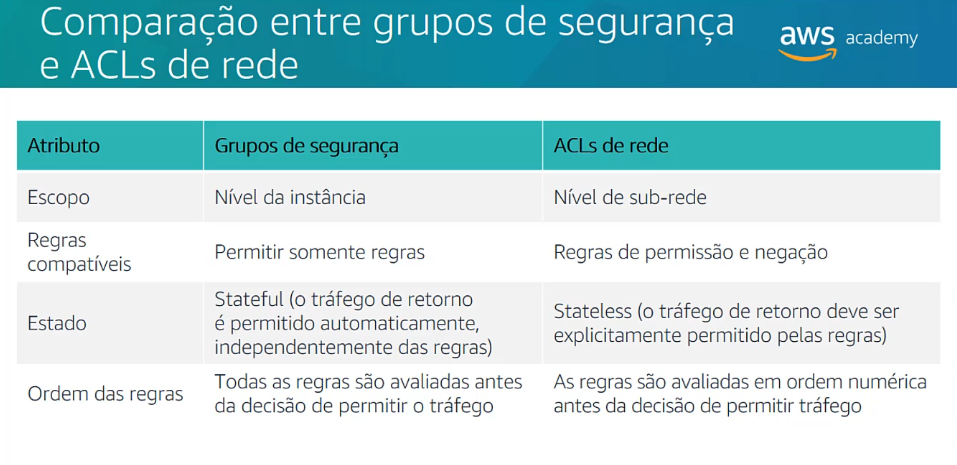 Comparação entre grupos de segurança
e ACLs de rede
aws academy
Atributo
Grupos de segurança
ACLs de rede
Escopo
Nível da instância
Nível de sub-rede
Regras
compatíveis
Permitir somente regras
Regras de permissão e negação
Estado
Stateful (o tráfego de retorno
é permitido automaticamente,
independentemente das regras)
Stateless (o tráfego de retorno deve ser
explicitamente permitido pelas regras)
Ordem das regras
Todas as regras são avaliadas antes
da decisão de permitir o tráfego
As regras são avaliadas em ordem numérica
antes da decisão de permitir tráfego